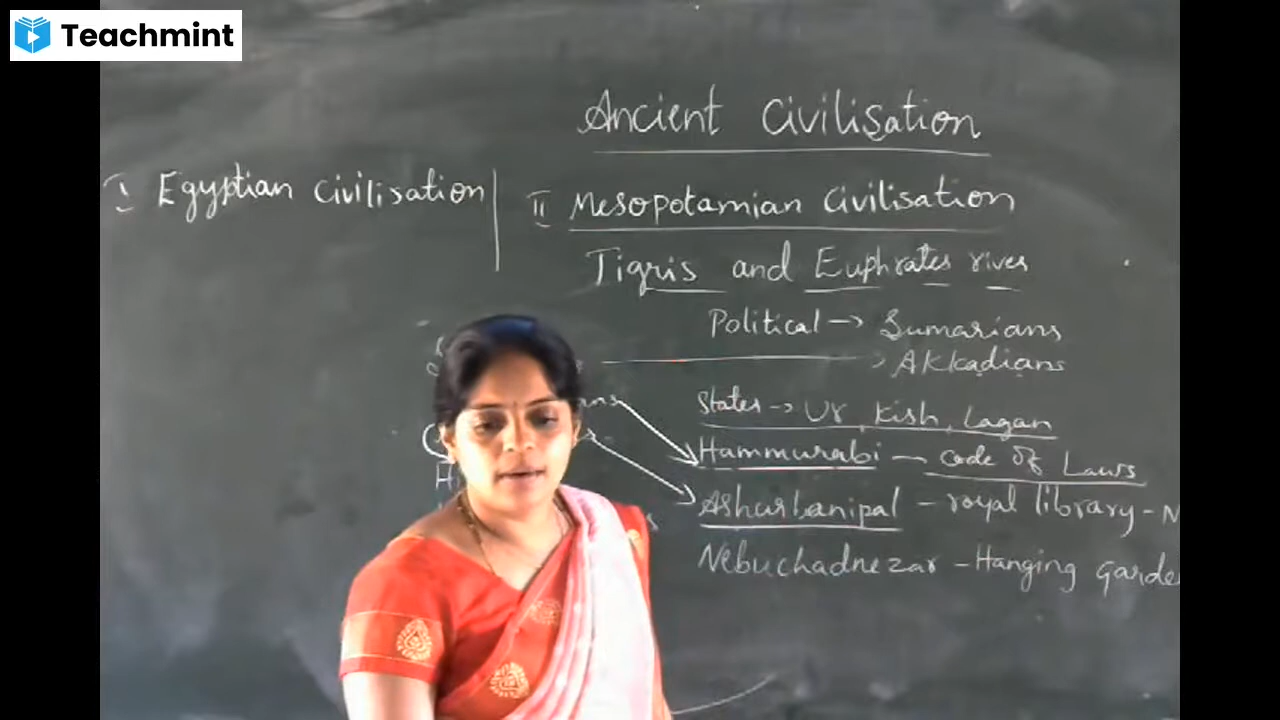 Teachmint
Ancient Civilisation
I Egyptian Civilisation
II Mesopotamian Civilisation
Tigris and Euphrates rives
Political → Sumarians
→ AKkadians
States → Ur, Kish, Lagan
Hammurabi — code of Laws
Ashurbanipal - royal library - N
Nebuchadnezar - Hanging garde